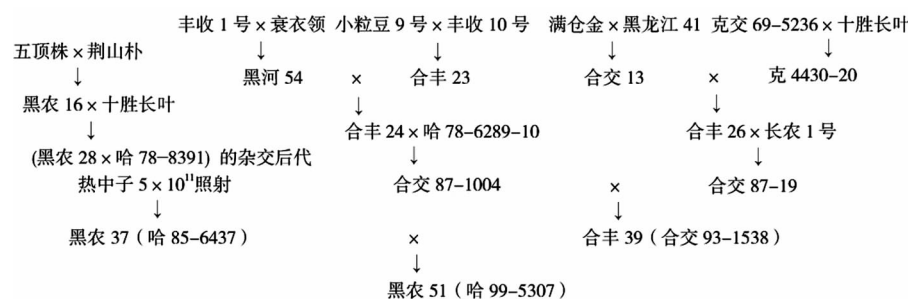 丰收 1 号 × 蓑衣领 小粒豆 9 号 × 丰收 10 号 满仓金 × 黑龙江 41 克交 69-5236 × 十胜长叶
五顶株 × 荆山朴
黑河 54 × 合丰 23 合交 13 × 克 4430-20
黑农 16 × 十胜长叶
合丰 24 × 哈 78-6289-10 合丰 26 × 长农 1 号
(黑农 28 × 哈 78-8391) 的杂交后代
热中子 5 × 10¹¹照射 合交 87-1004 × 合交 87-19
黑农 37 (哈 85-6437) × 合丰 39 (合交 93-1538)
黑农 51 (哈 99-5307)